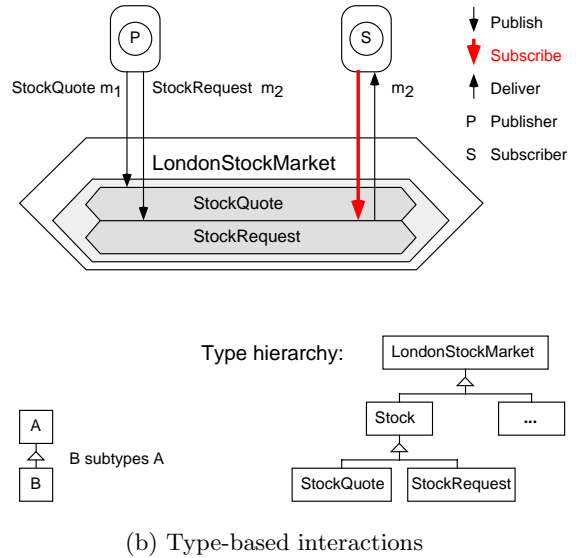 P
S
StockQuote m1
StockRequest m2
m2
Publish
Subscribe
Deliver
P Publisher
S Subscriber
LondonStockMarket
StockQuote
StockRequest
Type hierarchy:
LondonStockMarket
Stock
...
StockQuote
StockRequest
A
B subtypes A
B
(b) Type-based interactions